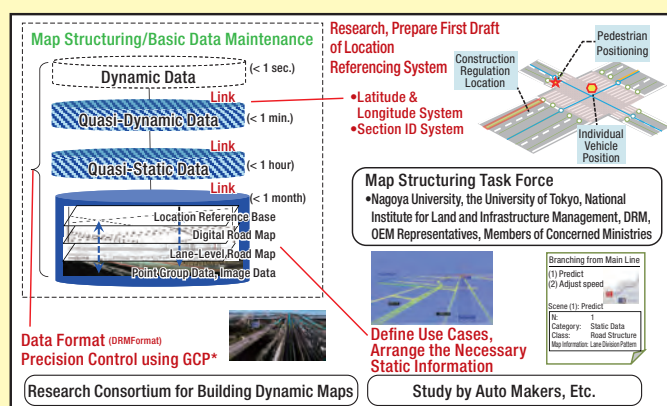 Map Structuring/Basic Data Maintenance
Dynamic Data
(< 1 sec.)
Link
Quasi-Dynamic Data
(< 1 min.)
Link
Quasi-Static Data
(< 1 hour)
Link
(< 1 month)
Location Reference Base
Digital Road Map
Lane-Level Road Map
Point Group Data, Image Data
Data Format (DRMFormat)
Precision Control using GCP*
Research Consortium for Building Dynamic Maps
Research, Prepare First Draft
of Location
Referencing System
•Latitude &
Longitude System
•Section ID System
Pedestrian
Positioning
Construction
Regulation
Location
Individual
Vehicle
Position
Map Structuring Task Force
•Nagoya University, the University of Tokyo, National
Institute for Land and Infrastructure Management, DRM,
OEM Representatives, Members of Concerned Ministries
Define Use Cases,
Arrange the Necessary
Static Information
Branching from Main Line
(1) Predict
(2) Adjust speed
Scene (1): Predict
N: 1
Category: Static Data
Class: Road Structure
Map Information: Lane Division Pattern
Study by Auto Makers, Etc.